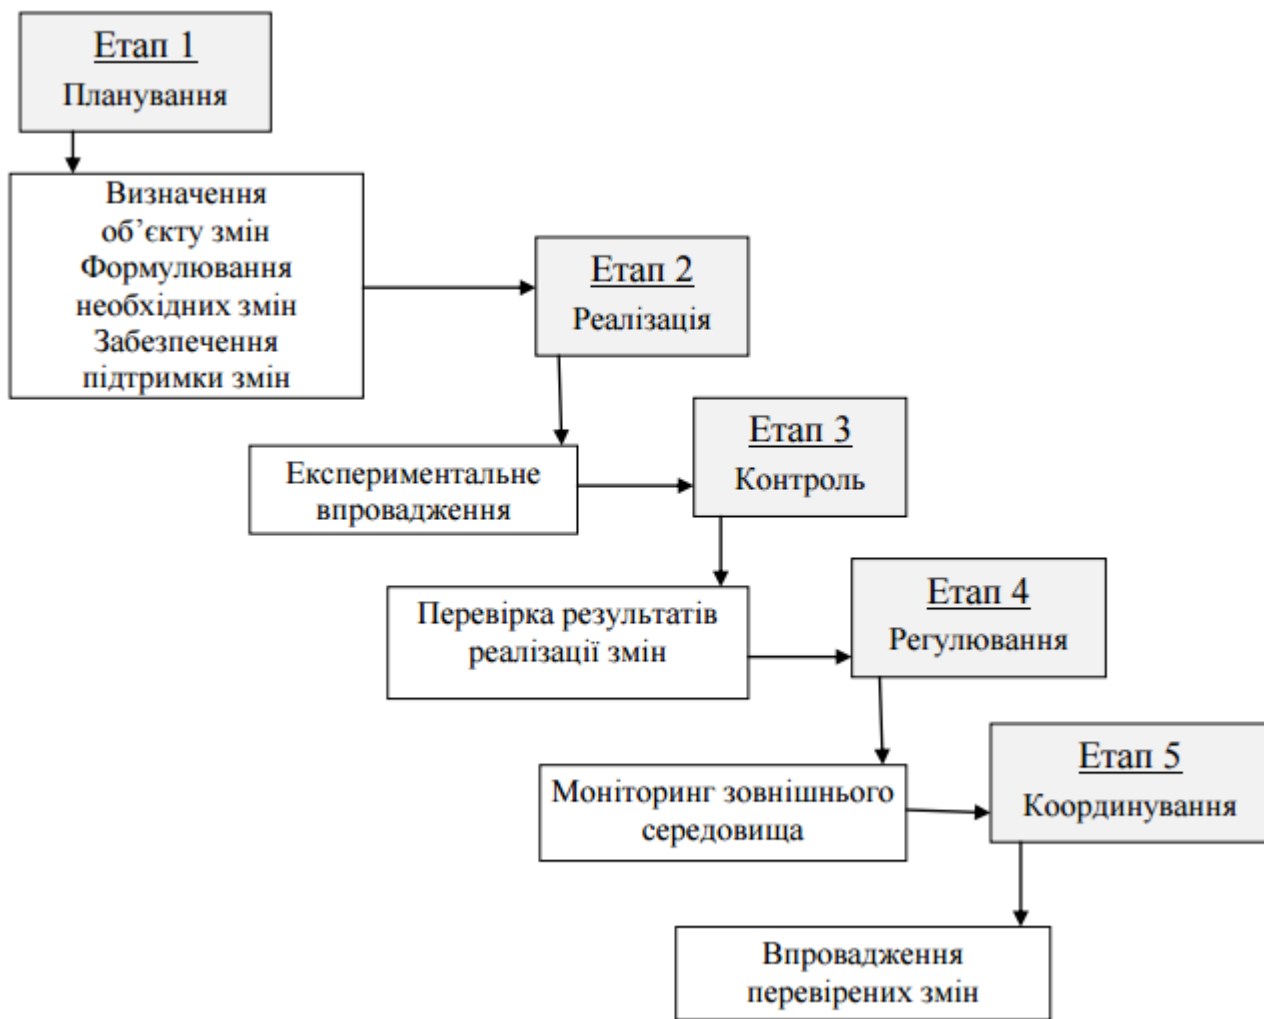 Етап 1
Планування
Визначення
об’єкту змін
Формулювання
необхідних змін
Забезпечення
підтримки змін
Етап 2
Реалізація
Експериментальне
впровадження
Етап 3
Контроль
Перевірка результатів
реалізації змін
Етап 4
Регулювання
Моніторинг зовнішнього
середовища
Етап 5
Координування
Впровадження
перевірених змін